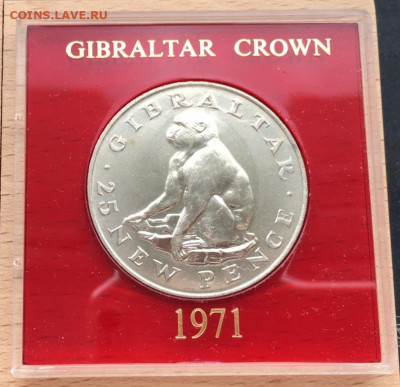 COINS.LAVE.RU
GIBRALTAR CROWN
GIBRALTAR
· 25 NEW PENCE ·
1971